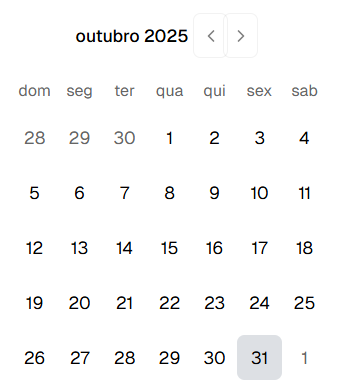 outubro 2025
dom seg ter qua qui sex sab
28 29 30 1 2 3 4
5 6 7 8 9 10 11
12 13 14 15 16 17 18
19 20 21 22 23 24 25
26 27 28 29 30 31 1